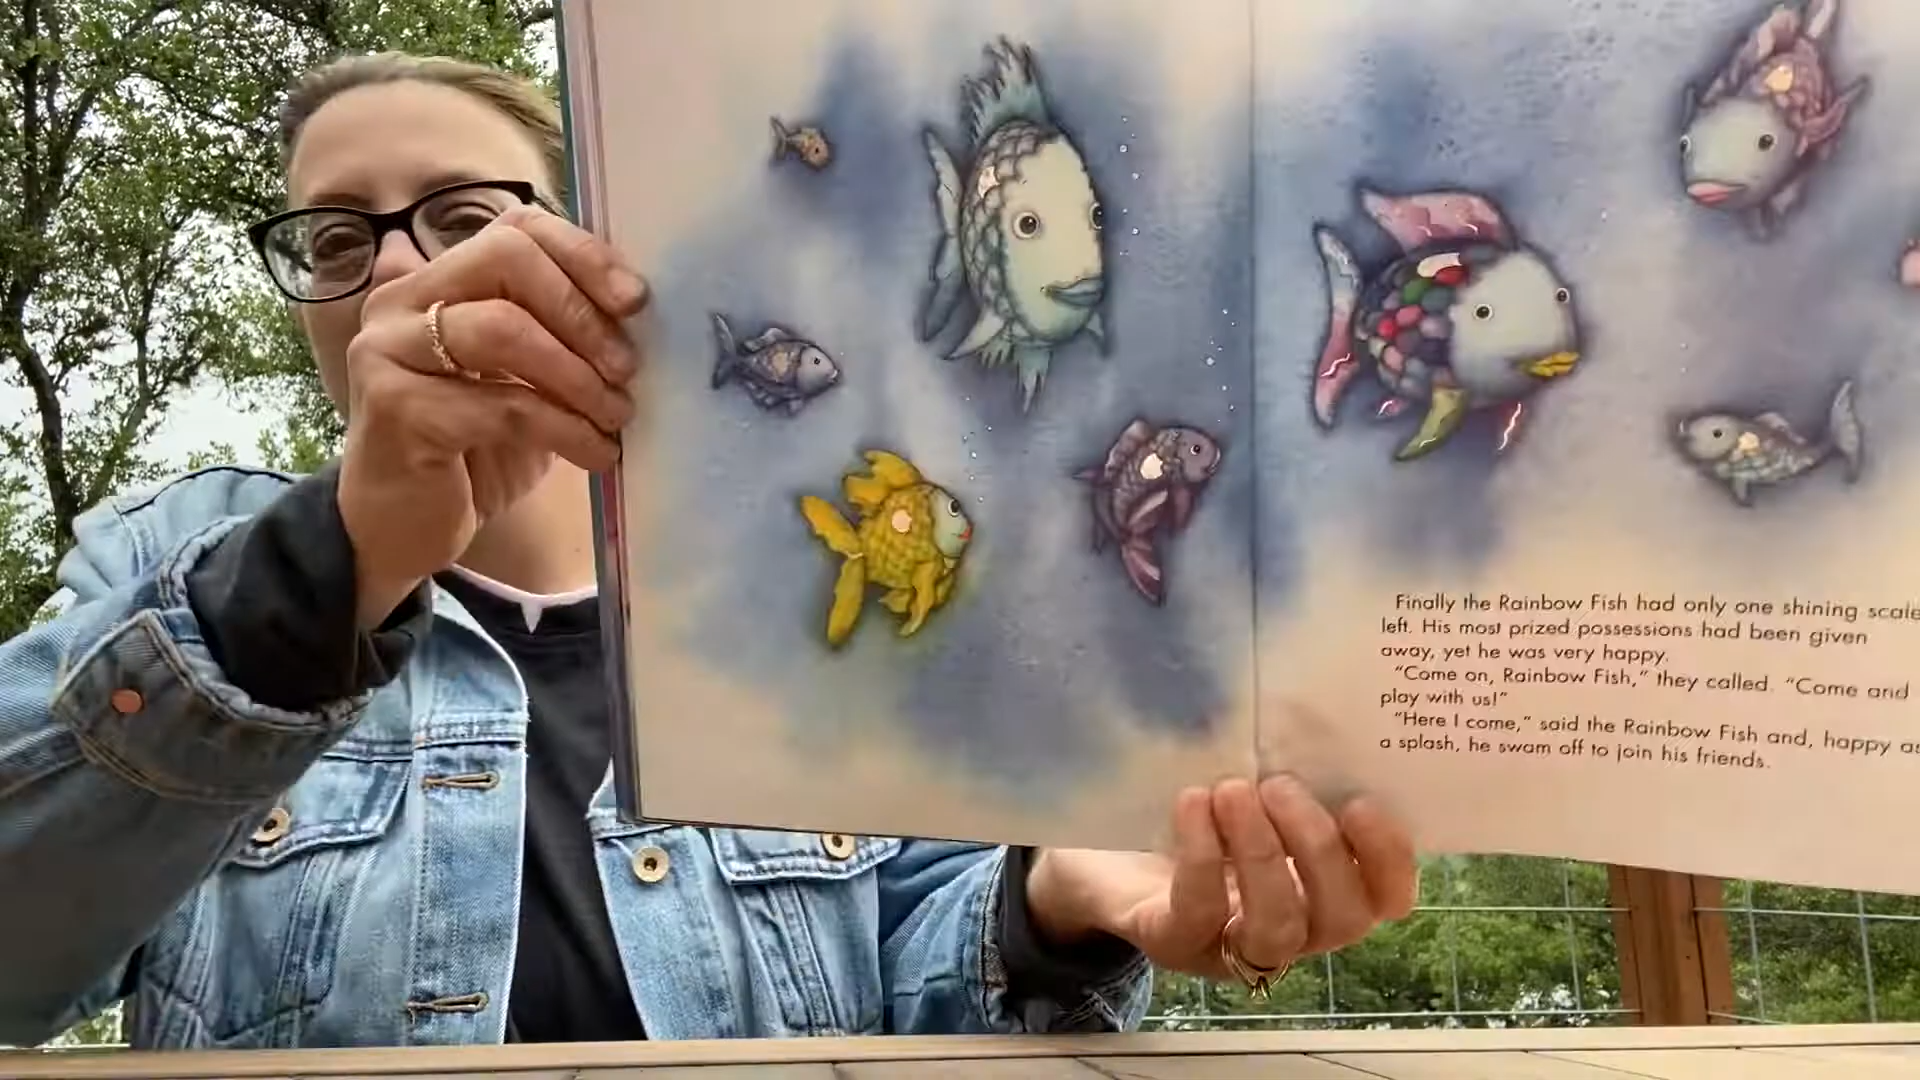 Finally the Rainbow Fish had only one shining scale
left. His most prized possessions had been given
away, yet he was very happy.
"Come on, Rainbow Fish," they called. "Come and
play with us!"
"Here I come," said the Rainbow Fish and, happy as
a splash, he swam off to join his friends.